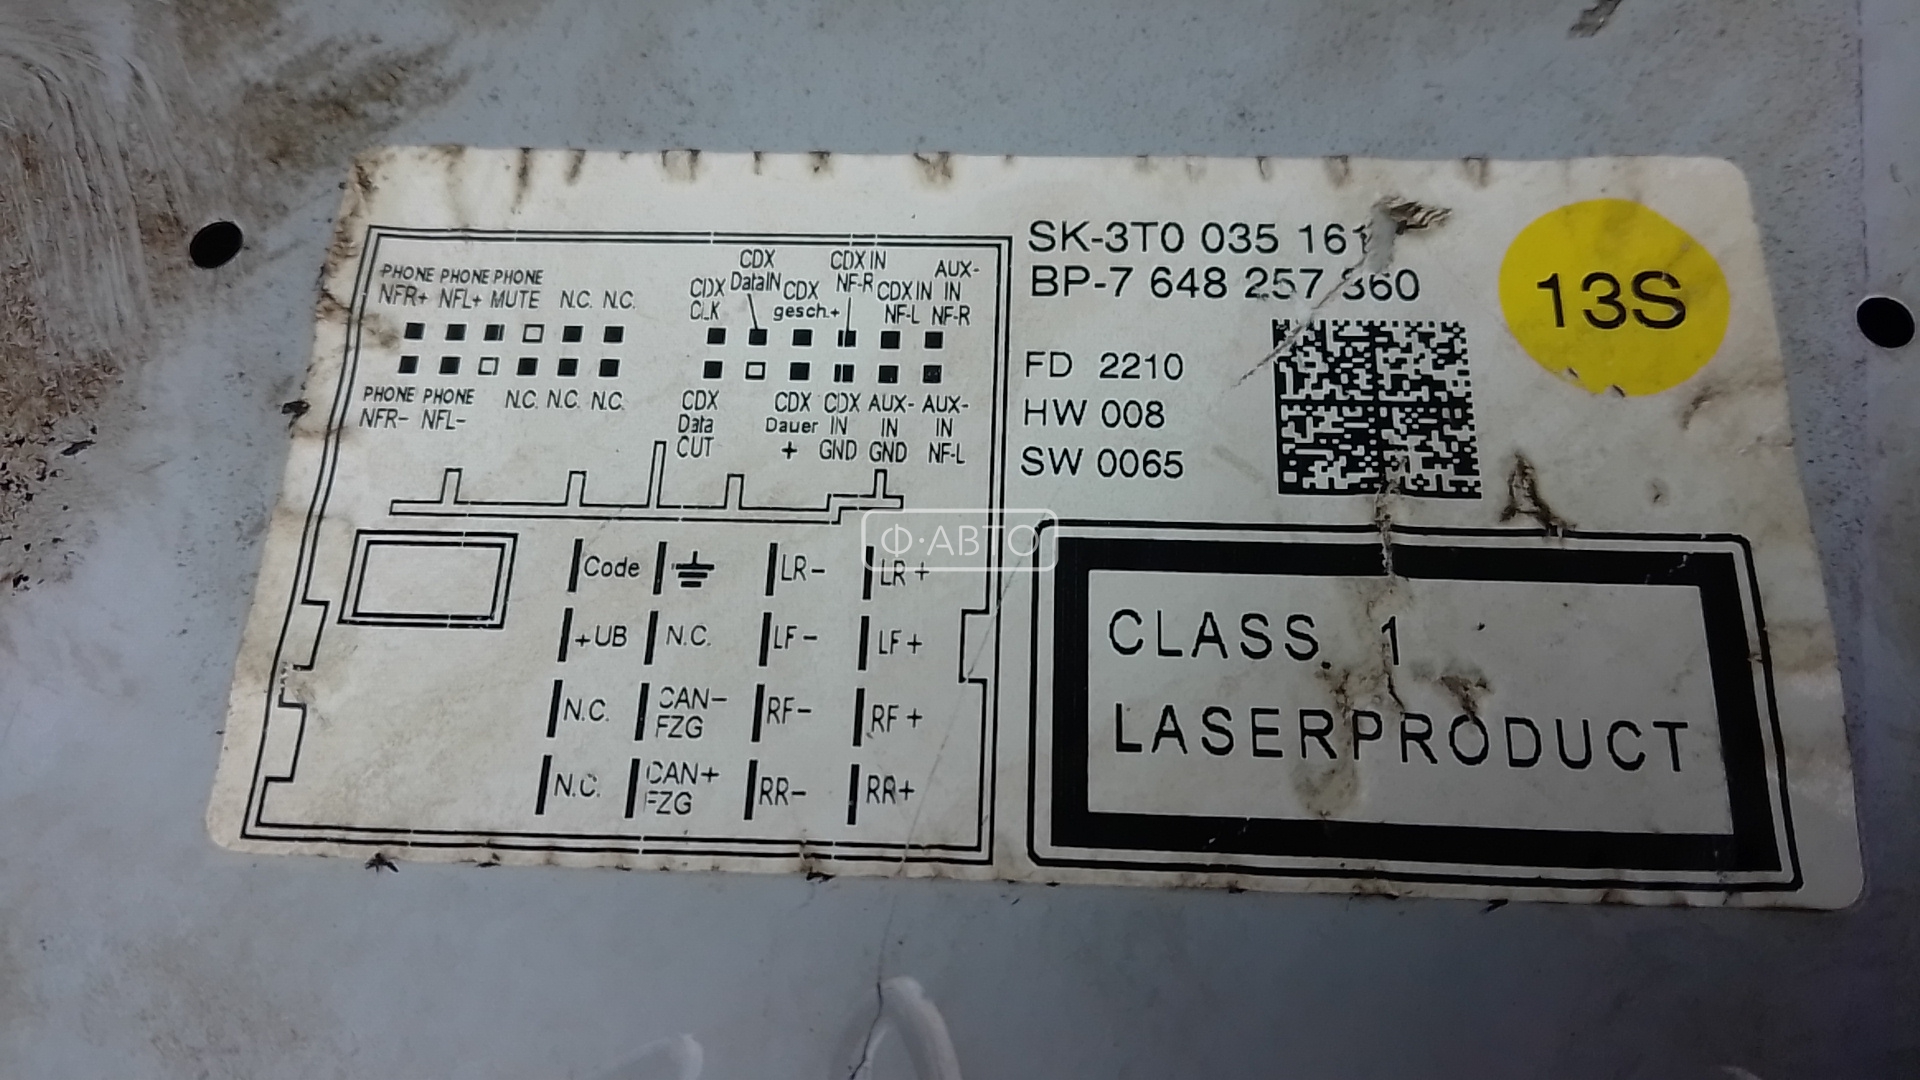 PHONE PHONE PHONE
NFR+ NFL+ MUTE N.C. N.C.
PHONE PHONE
NFR- NFL-
N.C. N.C. N.C.
CDX
CLK
CDX
DataIN
CDX
gesch.+
CDX IN
NF-R
CDX IN
NF-L
AUX-
IN
NF-R
CDX
Data
CUT
CDX
Dauer
+
CDX
IN
GND
AUX-
IN
GND
AUX-
IN
NF-L
Code LR- LR+
+UB N.C. LF- LF+
N.C. CAN-
FZG RF- RF+
N.C. CAN+
FZG RR- RR+
SK-3T0 035 161
BP-7 648 257 360
FD 2210
HW 008
SW 0065
13S
CLASS 1
LASERPRODUCT
Ф·АВТО